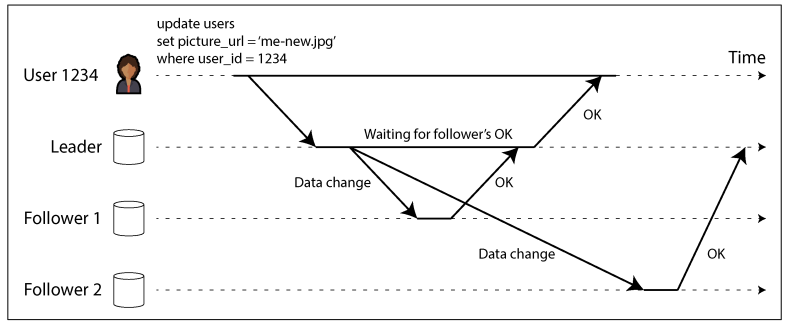 update users
set picture_url = ‘me-new.jpg’
where user_id = 1234
User 1234
Time
OK
Leader
Waiting for follower’s OK
Data change
OK
Follower 1
Data change
OK
Follower 2